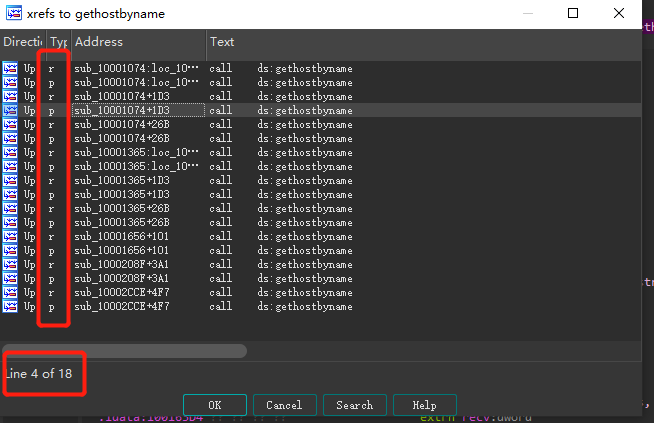 xrefs to gethostbyname
Directio Typ Address Text
Up r sub_10001074:loc_10… call ds:gethostbyname
Up p sub_10001074:loc_10… call ds:gethostbyname
Up r sub_10001074+1D3 call ds:gethostbyname
Up p sub_10001074+1D3 call ds:gethostbyname
Up r sub_10001074+26B call ds:gethostbyname
Up p sub_10001074+26B call ds:gethostbyname
Up r sub_10001365:loc_10… call ds:gethostbyname
Up p sub_10001365:loc_10… call ds:gethostbyname
Up r sub_10001365+1D3 call ds:gethostbyname
Up p sub_10001365+1D3 call ds:gethostbyname
Up r sub_10001365+26B call ds:gethostbyname
Up p sub_10001365+26B call ds:gethostbyname
Up r sub_10001656+101 call ds:gethostbyname
Up p sub_10001656+101 call ds:gethostbyname
Up r sub_1000208F+3A1 call ds:gethostbyname
Up p sub_1000208F+3A1 call ds:gethostbyname
Up r sub_10002CCE+4F7 call ds:gethostbyname
Up p sub_10002CCE+4F7 call ds:gethostbyname
Line 4 of 18
OK Cancel Search Help